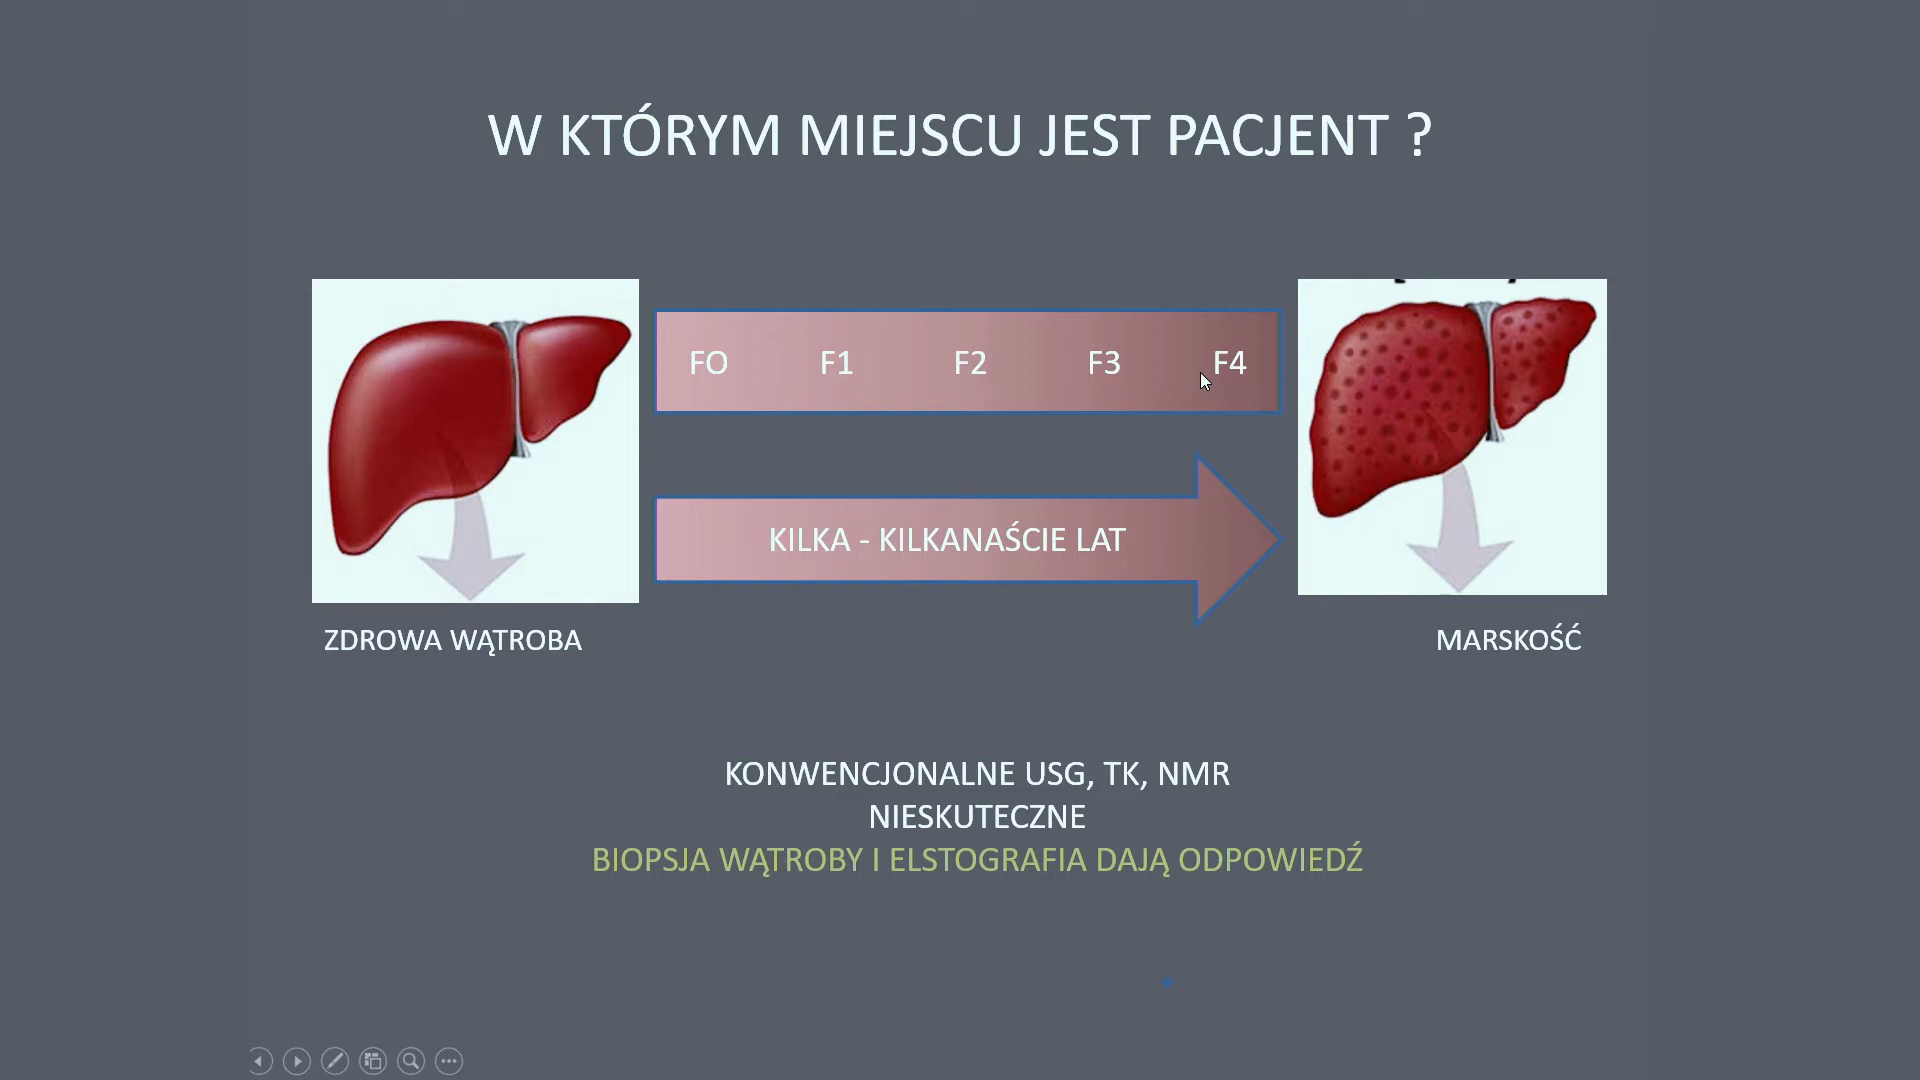 W KTÓRYM MIEJSCU JEST PACJENT ?
FO F1 F2 F3 F4
KILKA - KILKANAŚCIE LAT
ZDROWA WĄTROBA
MARSKOŚĆ
KONWENCJONALNE USG, TK, NMR
NIESKUTECZNE
BIOPSJA WĄTROBY I ELSTOGRAFIA DAJĄ ODPOWIEDŹ